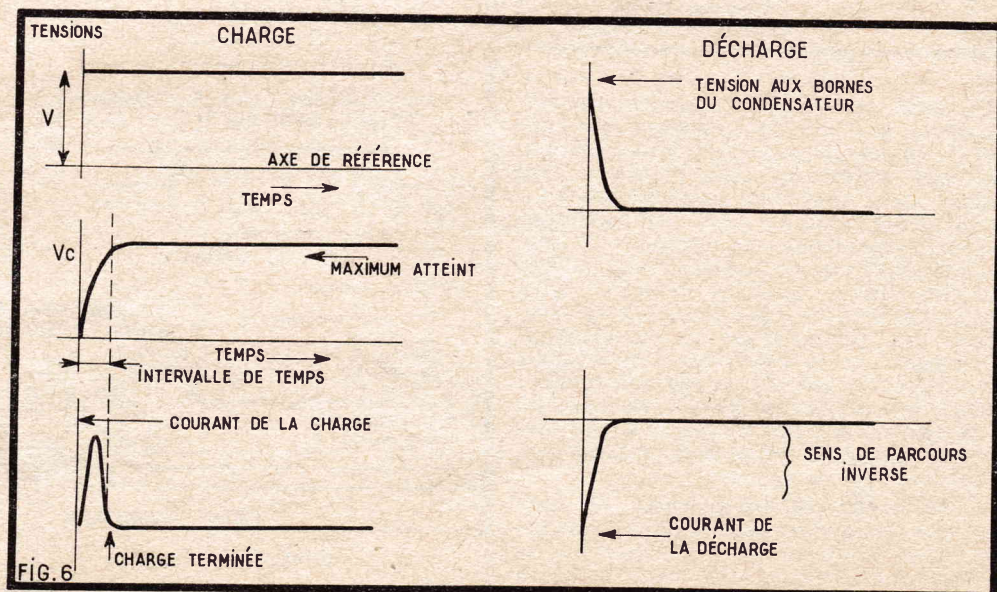 TENSIONS
CHARGE
V
AXE DE RÉFÉRENCE
TEMPS
Vc
MAXIMUM ATTEINT
TEMPS
INTERVALLE DE TEMPS
COURANT DE LA CHARGE
CHARGE TERMINÉE
FIG.6
DÉCHARGE
TENSION AUX BORNES
DU CONDENSATEUR
SENS DE PARCOURS
INVERSE
COURANT DE
LA DÉCHARGE